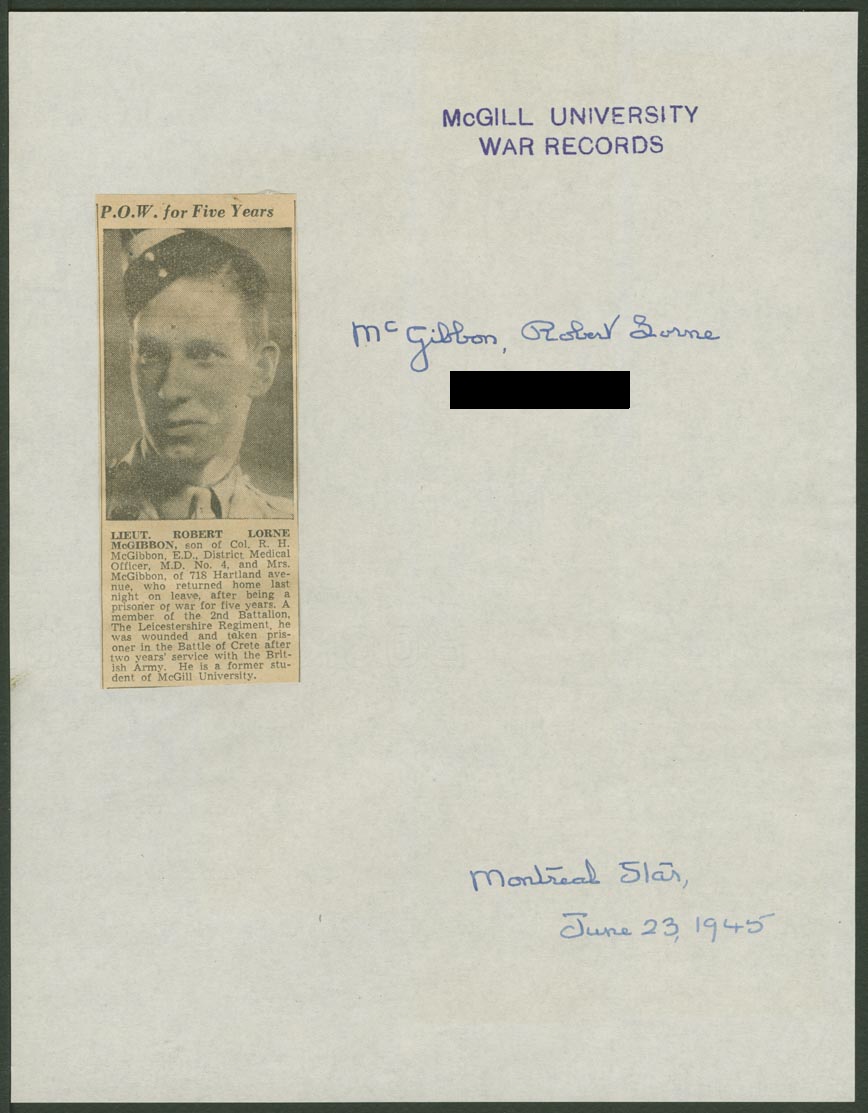 McGILL UNIVERSITY
WAR RECORDS
P.O.W. for Five Years
McGibbon, Robert Lorne
LIEUT. ROBERT LORNE
McGIBBON, son of Col. R. H.
McGibbon, E.D., District Medical
Officer, M.D. No. 4, and Mrs.
McGibbon, of 718 Hartland ave-
nue, who returned home last
night on leave, after being a
prisoner of war for five years. A
member of the 2nd Battalion,
The Leicestershire Regiment, he
was wounded and taken pris-
oner in the Battle of Crete after
two years' service with the Brit-
ish Army. He is a former stu-
dent of McGill University.
Montreal Star,
June 23, 1945